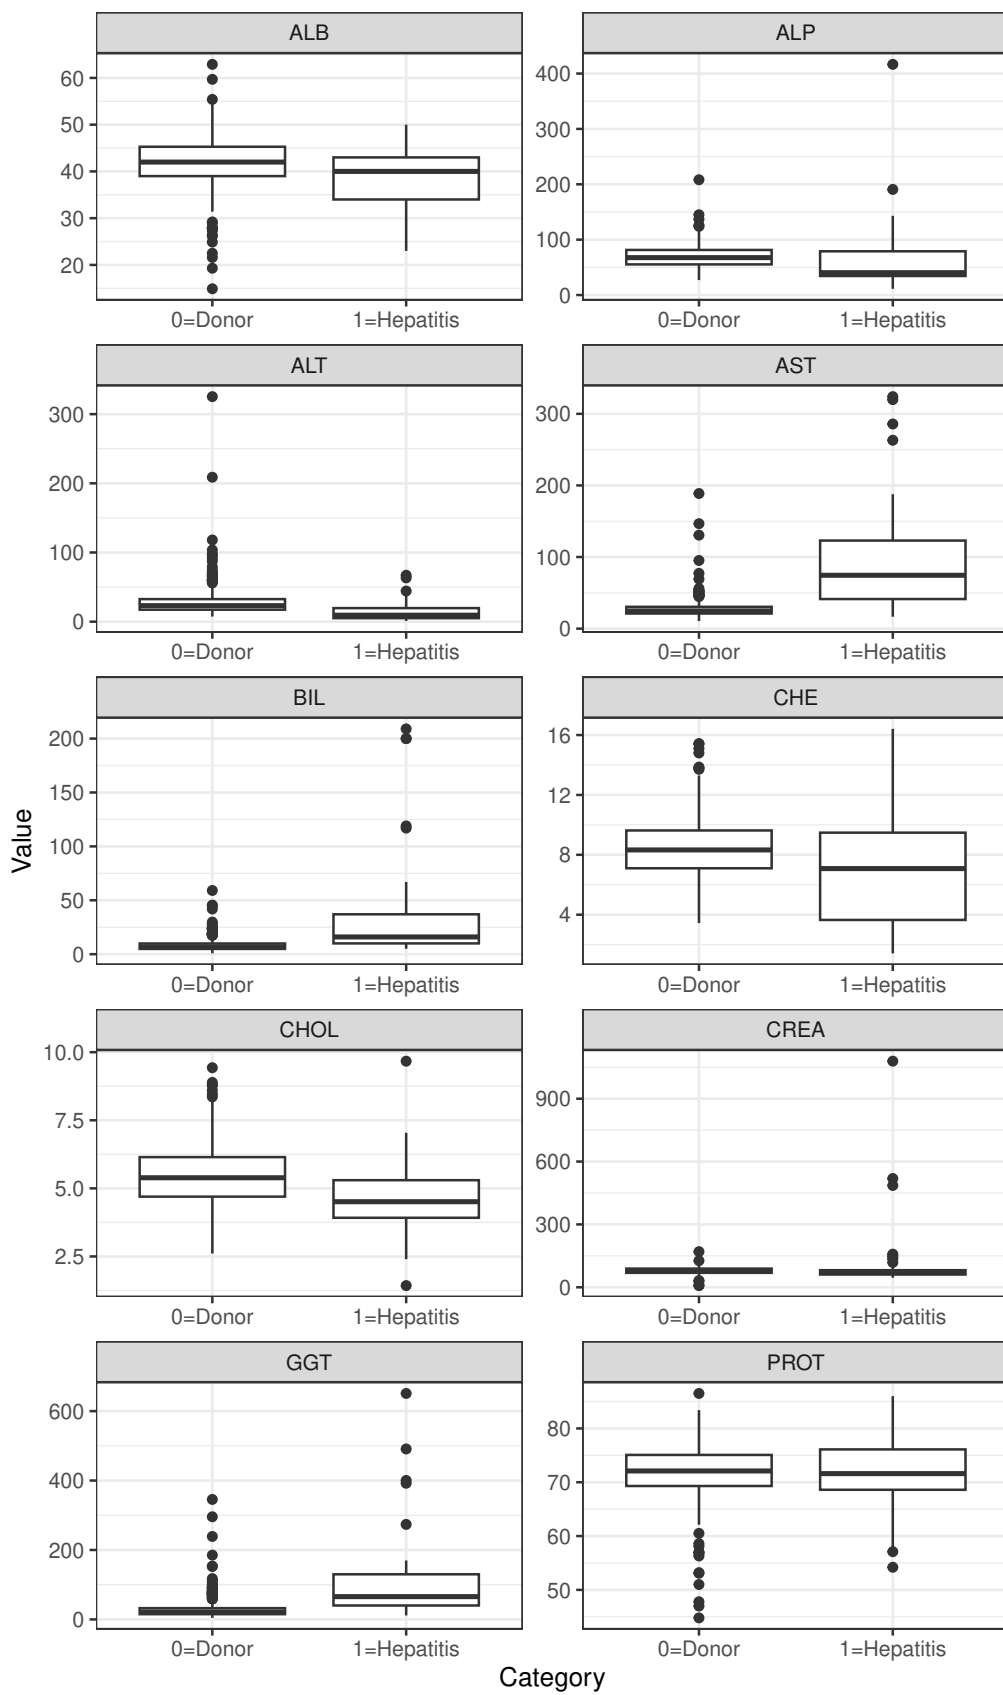 ALB
ALP
60
50
40
30
20
400
300
200
100
0
0=Donor
1=Hepatitis
0=Donor
1=Hepatitis
ALT
AST
300
200
100
0
300
200
100
0
0=Donor
1=Hepatitis
0=Donor
1=Hepatitis
BIL
CHE
200
150
100
50
0
16
12
8
4
0=Donor
1=Hepatitis
0=Donor
1=Hepatitis
Value
CHOL
CREA
10.0
7.5
5.0
2.5
900
600
300
0
0=Donor
1=Hepatitis
0=Donor
1=Hepatitis
GGT
PROT
600
400
200
0
80
70
60
50
0=Donor
1=Hepatitis
0=Donor
1=Hepatitis
Category